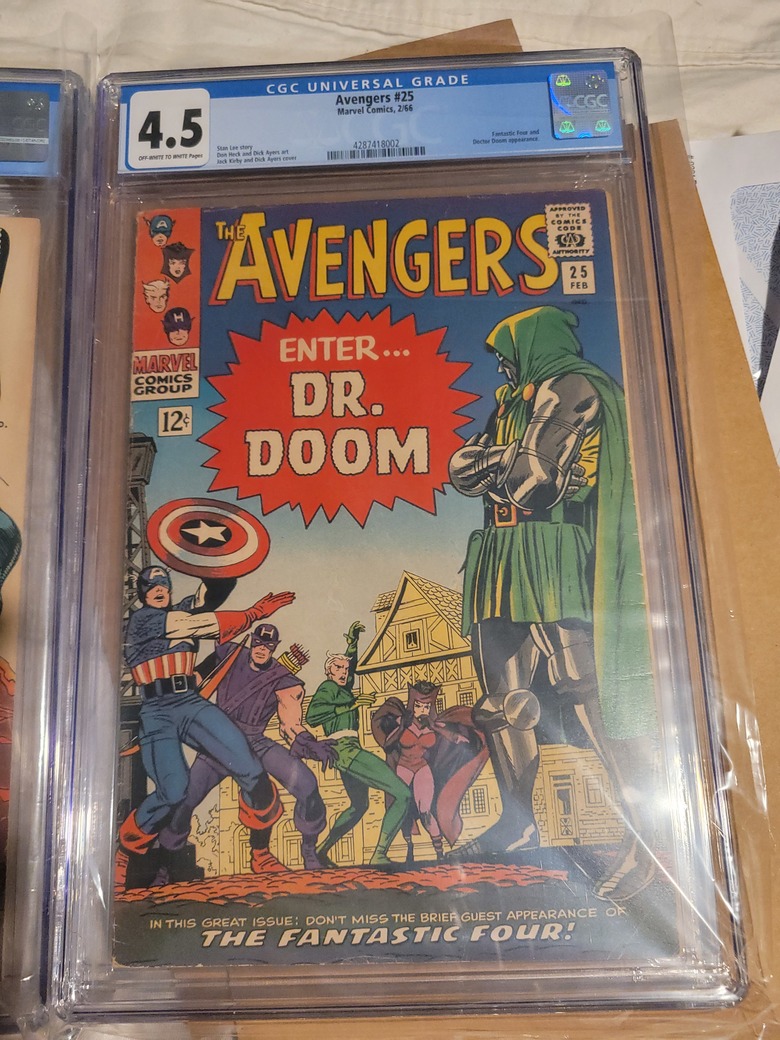 CGC UNIVERSAL GRADE
4.5
OFF-WHITE TO WHITE Pages
Avengers #25
Marvel Comics, 2/66
Stan Lee story
Don Heck and Dick Ayers art
Jack Kirby and Dick Ayers cover
4287418002
Fantastic Four and
Doctor Doom appearance.
CGC
THE AVENGERS
APPROVED
BY THE
COMICS
CODE
AUTHORITY
25
FEB
A
H
MARVEL
COMICS
GROUP
12¢
ENTER...
DR.
DOOM
IN THIS GREAT ISSUE: DON'T MISS THE BRIEF GUEST APPEARANCE OF
THE FANTASTIC FOUR!